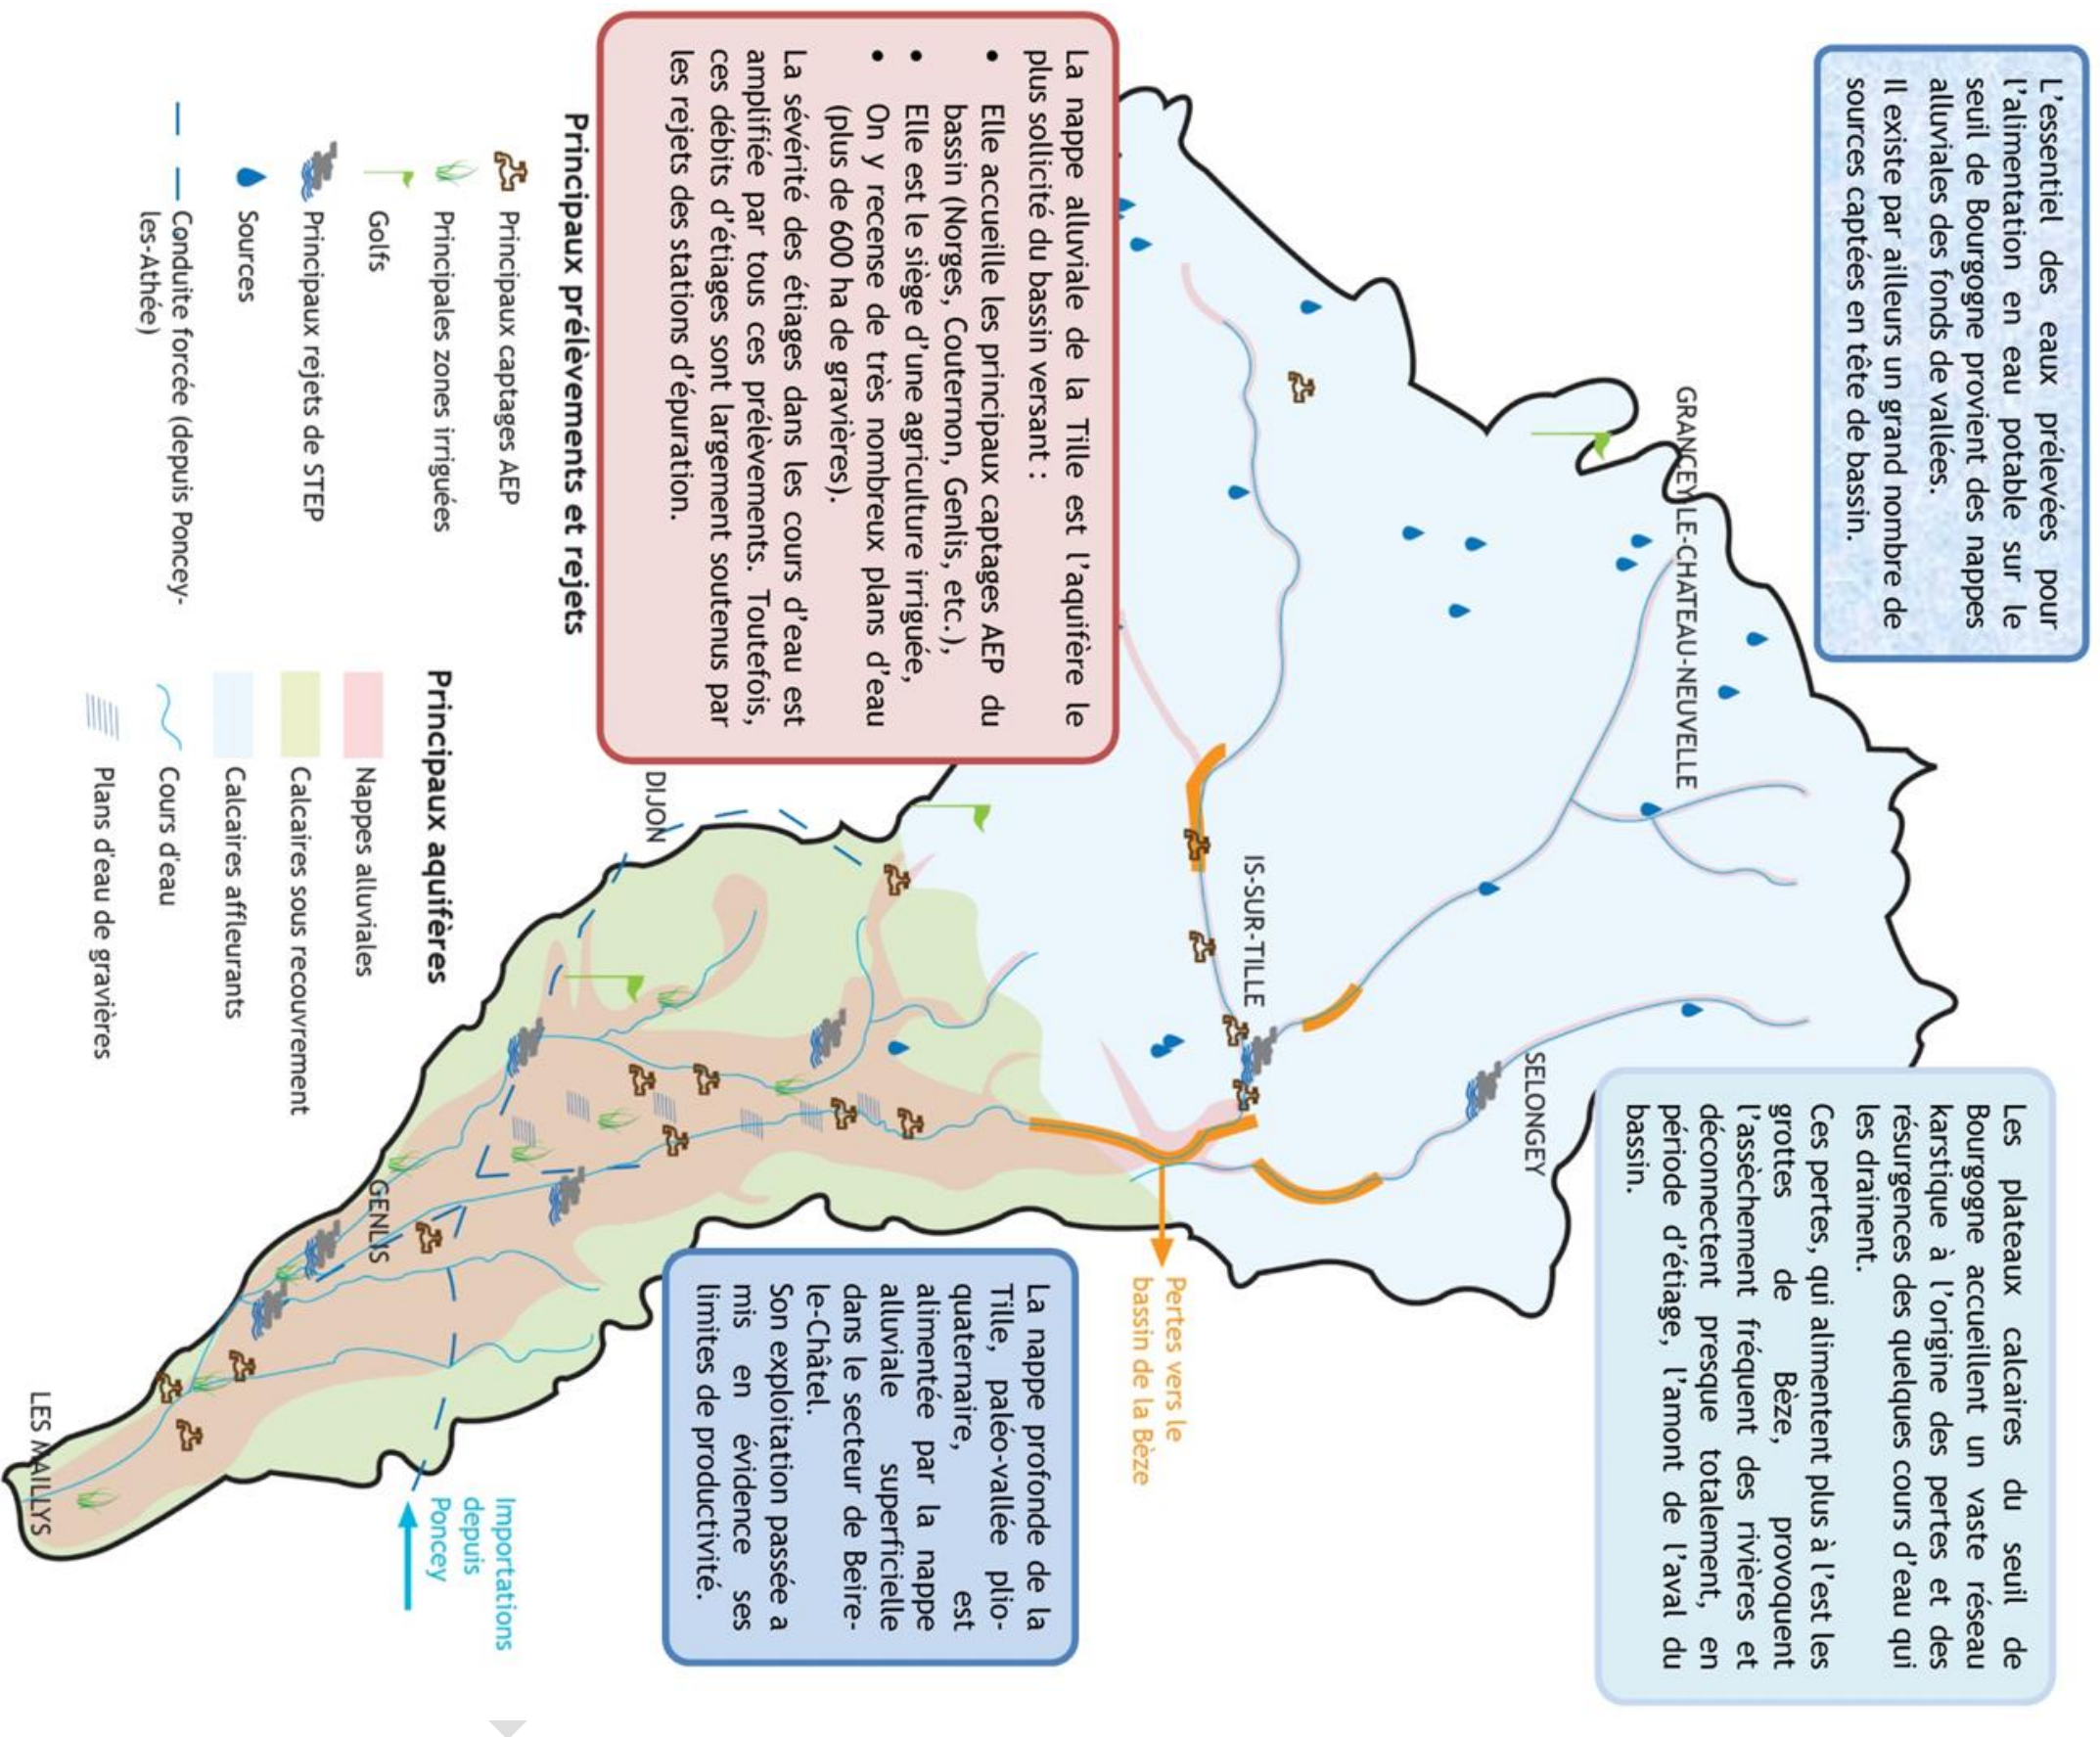 L'essentiel des eaux prélevées pour
l'alimentation en eau potable sur le
seuil de Bourgogne provient des nappes
alluviales des fonds de vallées.
Il existe par ailleurs un grand nombre de
sources captées en tête de bassin.
Les plateaux calcaires du seuil de
Bourgogne accueillent un vaste réseau
karstique à l'origine des pertes et des
résurgences des quelques cours d'eau qui
les drainent.
Ces pertes, qui alimentent plus à l'est les
grottes de Bèze, provoquent
l'assèchement fréquent des rivières et
déconnectent presque totalement, en
période d'étiage, l'amont de l'aval du
bassin.
GRANCEY-LE-CHATEAU-NEUVELLE
SELONGEY
IS-SUR-TILLE
Pertes vers le
bassin de la Bèze
La nappe alluviale de la Tille est l'aquifère le
plus sollicité du bassin versant :
• Elle accueille les principaux captages AEP du
bassin (Norges, Couternon, Genlis, etc.),
• Elle est le siège d'une agriculture irriguée,
• On y recense de très nombreux plans d'eau
(plus de 600 ha de gravières).
La sévérité des étiages dans les cours d'eau est
amplifiée par tous ces prélèvements. Toutefois,
ces débits d'étiages sont largement soutenus par
les rejets des stations d'épuration.
La nappe profonde de la
Tille, paléo-vallée plio-
quaternaire, est
alimentée par la nappe
alluviale superficielle
dans le secteur de Beire-
le-Châtel.
Son exploitation passée a
mis en évidence ses
limites de productivité.
DIJON
GENLIS
LES MAILLYS
Importations
depuis
Poncey
Principaux prélèvements et rejets
Principaux captages AEP
Principales zones irriguées
Golfs
Principaux rejets de STEP
Sources
Conduite forcée (depuis Poncey-
les-Athée)
Principaux aquifères
Nappes alluviales
Calcaires sous recouvrement
Calcaires affleurants
Cours d'eau
Plans d'eau de gravières